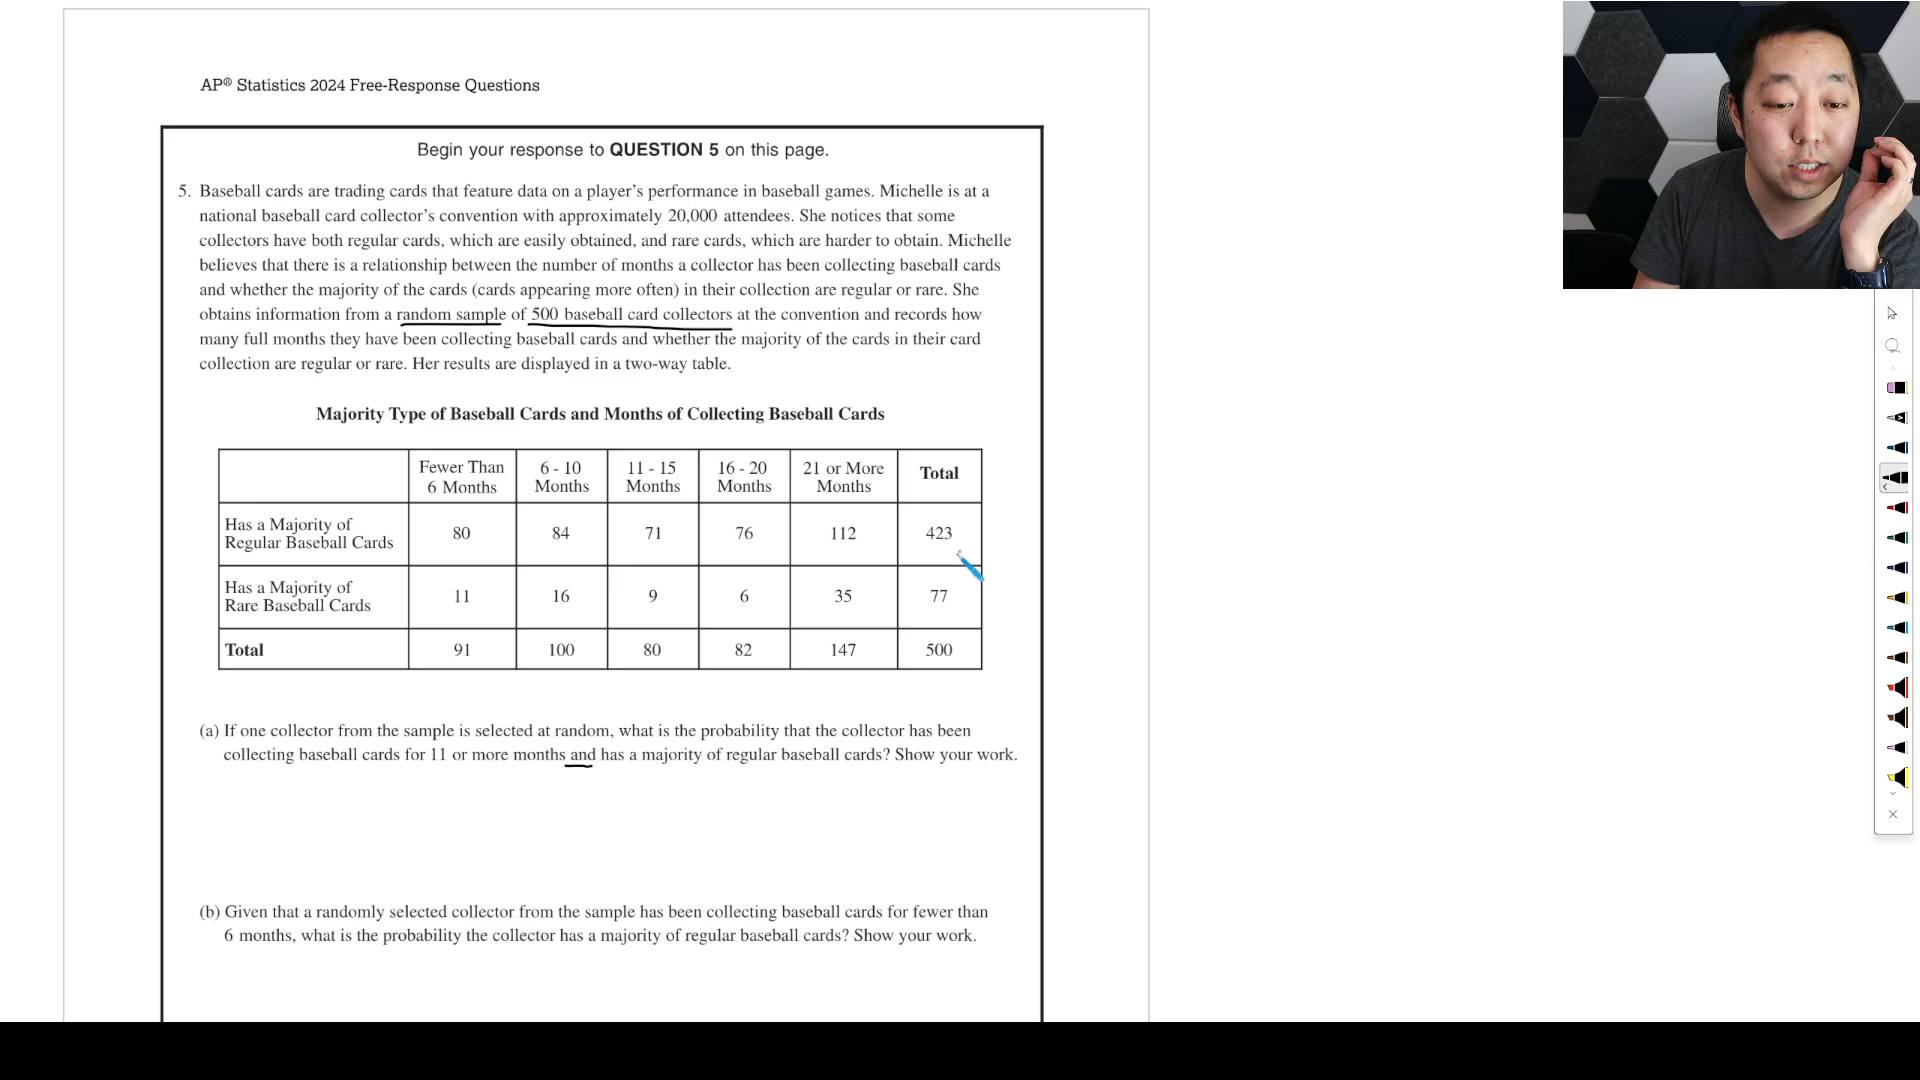 AP® Statistics 2024 Free-Response Questions
Begin your response to QUESTION 5 on this page.
5. Baseball cards are trading cards that feature data on a player's performance in baseball games. Michelle is at a
national baseball card collector's convention with approximately 20,000 attendees. She notices that some
collectors have both regular cards, which are easily obtained, and rare cards, which are harder to obtain. Michelle
believes that there is a relationship between the number of months a collector has been collecting baseball cards
and whether the majority of the cards (cards appearing more often) in their collection are regular or rare. She
obtains information from a random sample of 500 baseball card collectors at the convention and records how
many full months they have been collecting baseball cards and whether the majority of the cards in their card
collection are regular or rare. Her results are displayed in a two-way table.
Majority Type of Baseball Cards and Months of Collecting Baseball Cards
Fewer Than 6 - 10 11 - 15 16 - 20 21 or More Total
6 Months Months Months Months Months
Has a Majority of
Regular Baseball Cards 80 84 71 76 112 423
Has a Majority of
Rare Baseball Cards 11 16 9 6 35 77
Total 91 100 80 82 147 500
(a) If one collector from the sample is selected at random, what is the probability that the collector has been
collecting baseball cards for 11 or more months and has a majority of regular baseball cards? Show your work.
(b) Given that a randomly selected collector from the sample has been collecting baseball cards for fewer than
6 months, what is the probability the collector has a majority of regular baseball cards? Show your work.